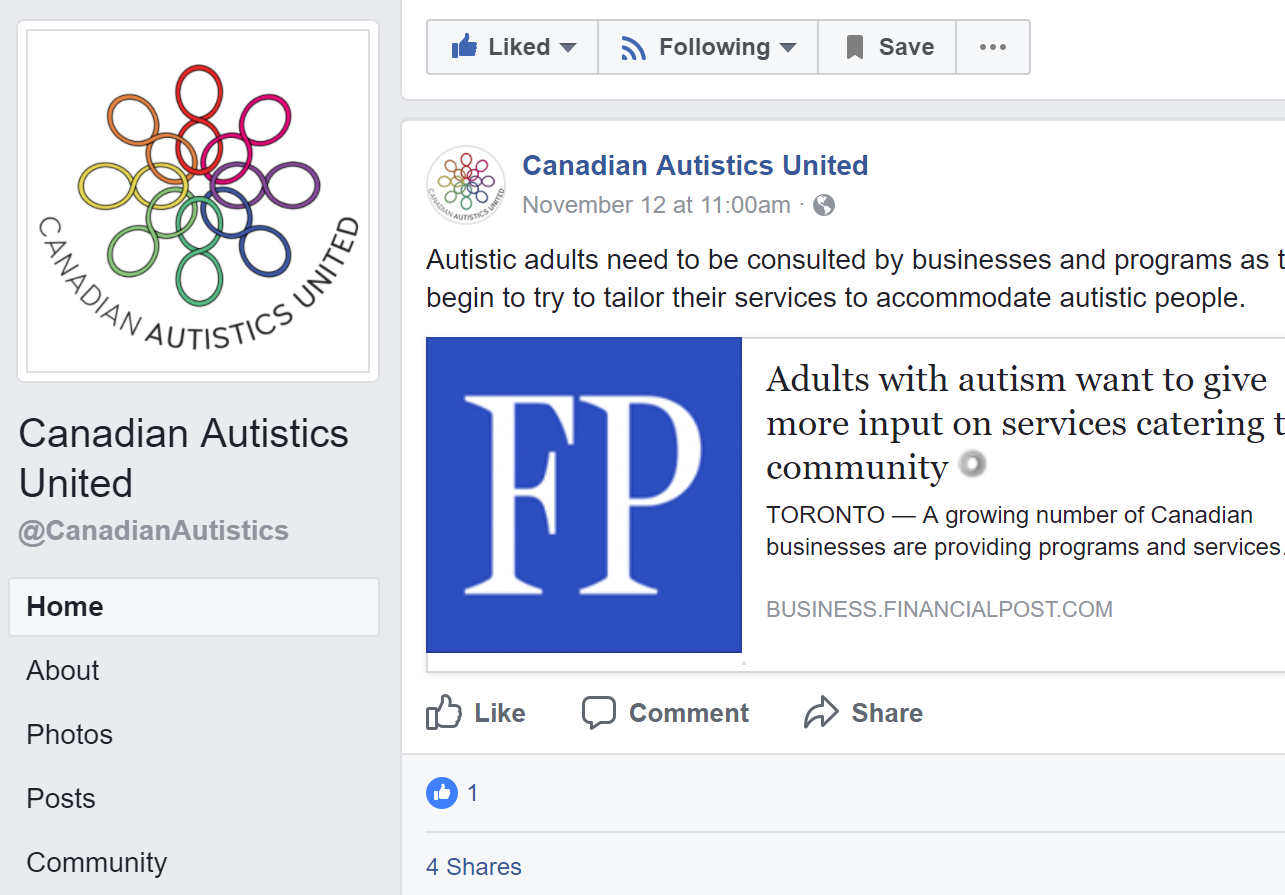 CANADIAN AUTISTICS UNITED
Canadian Autistics
United
@CanadianAutistics
Home
About
Photos
Posts
Community
Liked
Following
Save
Canadian Autistics United
CANADIAN AUTISTICS UNITED
November 12 at 11:00am ·
Autistic adults need to be consulted by businesses and programs as t
begin to try to tailor their services to accommodate autistic people.
FP
Adults with autism want to give
more input on services catering t
community
TORONTO — A growing number of Canadian
businesses are providing programs and services.
BUSINESS.FINANCIALPOST.COM
Like
Comment
Share
1
4 Shares